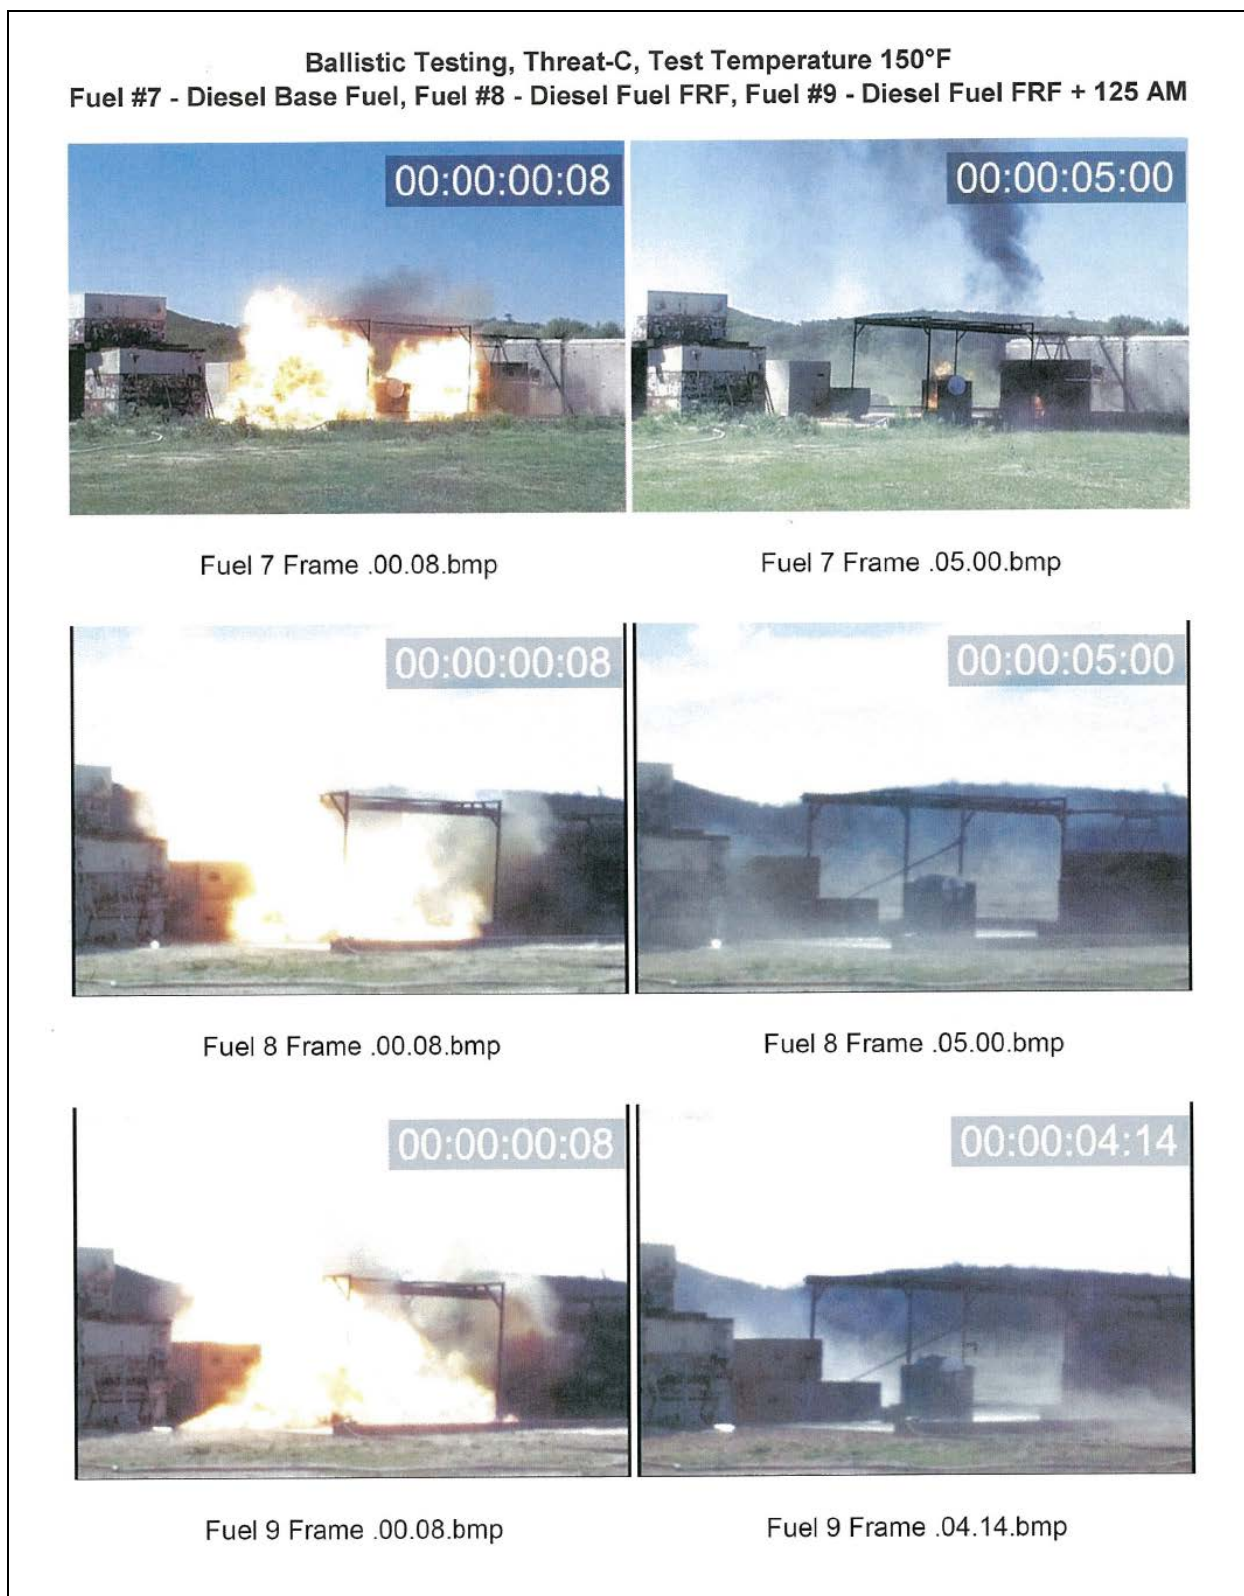 Ballistic Testing, Threat-C, Test Temperature 150°F
Fuel #7 - Diesel Base Fuel, Fuel #8 - Diesel Fuel FRF, Fuel #9 - Diesel Fuel FRF + 125 AM
00:00:00:08
00:00:05:00
Fuel 7 Frame .00.08.bmp
Fuel 7 Frame .05.00.bmp
00:00:00:08
00:00:05:00
Fuel 8 Frame .00.08.bmp
Fuel 8 Frame .05.00.bmp
00:00:00:08
00:00:04:14
Fuel 9 Frame .00.08.bmp
Fuel 9 Frame .04.14.bmp